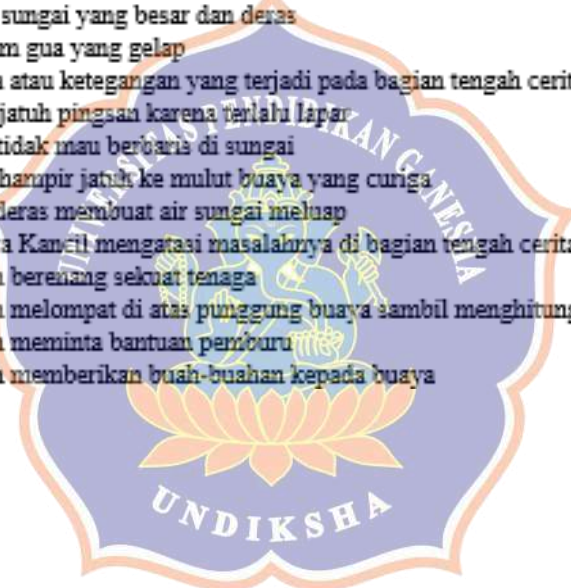 sungai yang besar dan deras
m gua yang gelap
n atau ketegangan yang terjadi pada bagian tengah cerit
jatuh pingsan karena terlalu lapar
tidak mau berbaris di sungai
hampir jatuh ke mulut buaya yang curiga
deras membuat air sungai meluap
a Kancil mengatasi masalahnya di bagian tengah cerita
n berenang sekuat tenaga
n melompat di atas punggung buaya sambil menghitung
n meminta bantuan pemburu
n memberikan buah-buahan kepada buaya
UNIVERSITAS PENDIDIKAN GANESHA
UNDIKSHA